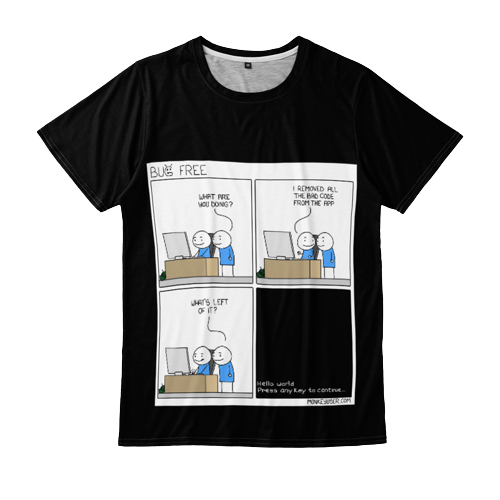 BUG FREE
WHAT ARE
YOU DOING?
I REMOVED ALL
THE BAD CODE
FROM THE APP
WHAT'S LEFT
OF IT?
Hello world
Press any key to continue...
MONKEYUSER.COM